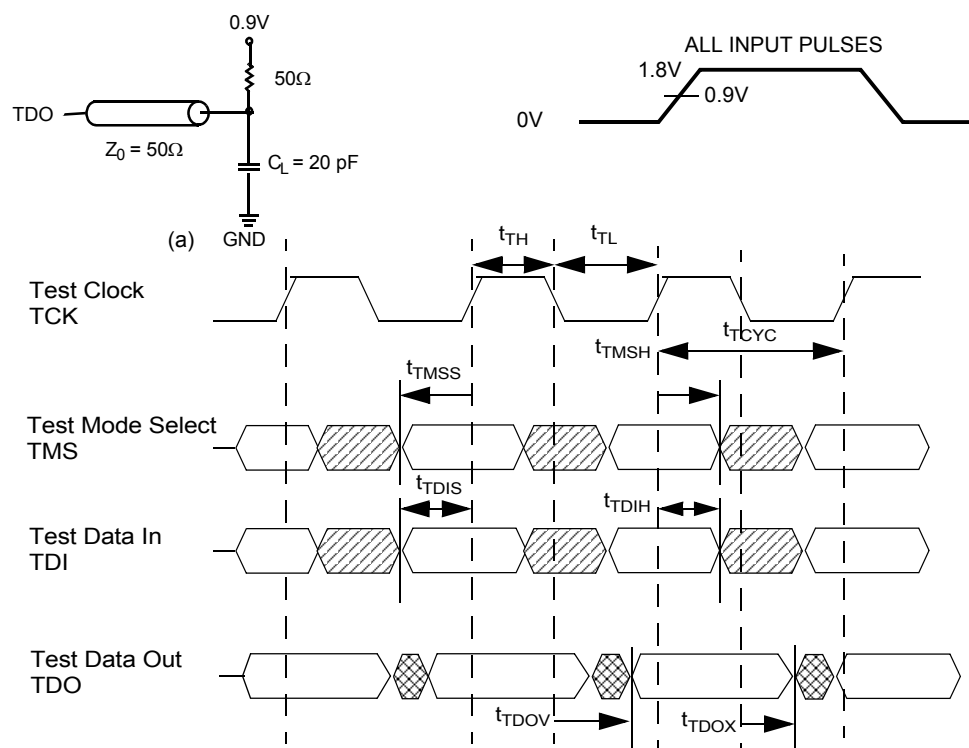 0.9V
50Ω
TDO
Z0 = 50Ω
CL = 20 pF
(a) GND
ALL INPUT PULSES
1.8V
0.9V
0V
tTH
tTL
Test Clock
TCK
tTCYC
tTMSH
tTMSS
Test Mode Select
TMS
tTDIS
tTDIH
Test Data In
TDI
Test Data Out
TDO
tTDOV
tTDOX